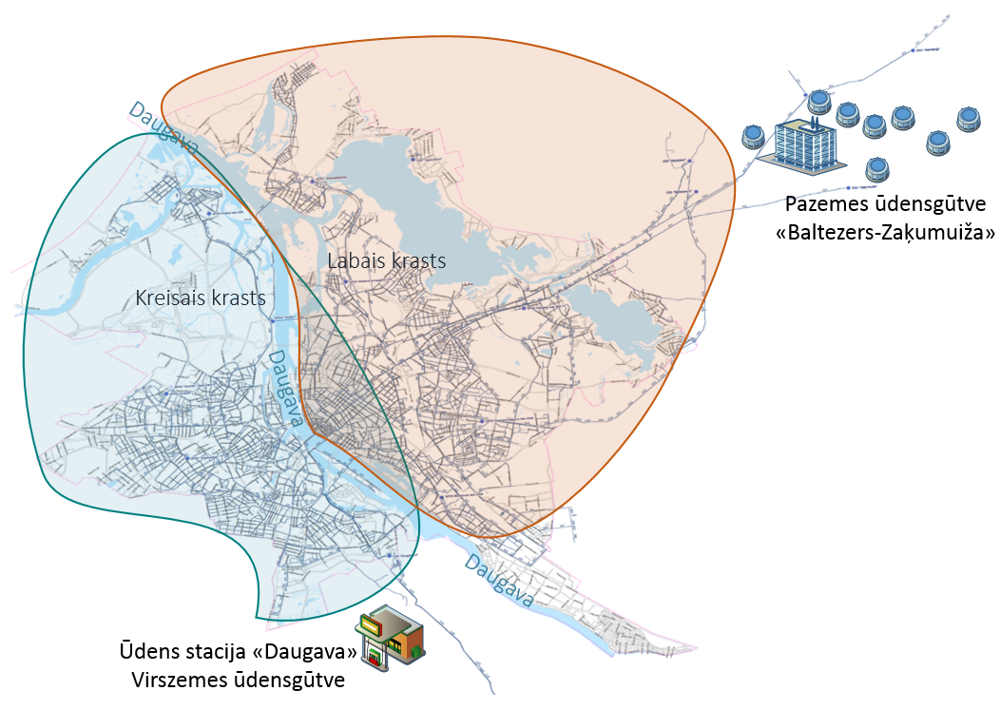 Daugava
Pazemes ūdensgūtve
«Baltezers-Zaķumuiža»
Labais krasts
Kreisais krasts
Daugava
Daugava
Ūdens stacija «Daugava»
Virszemes ūdensgūtve